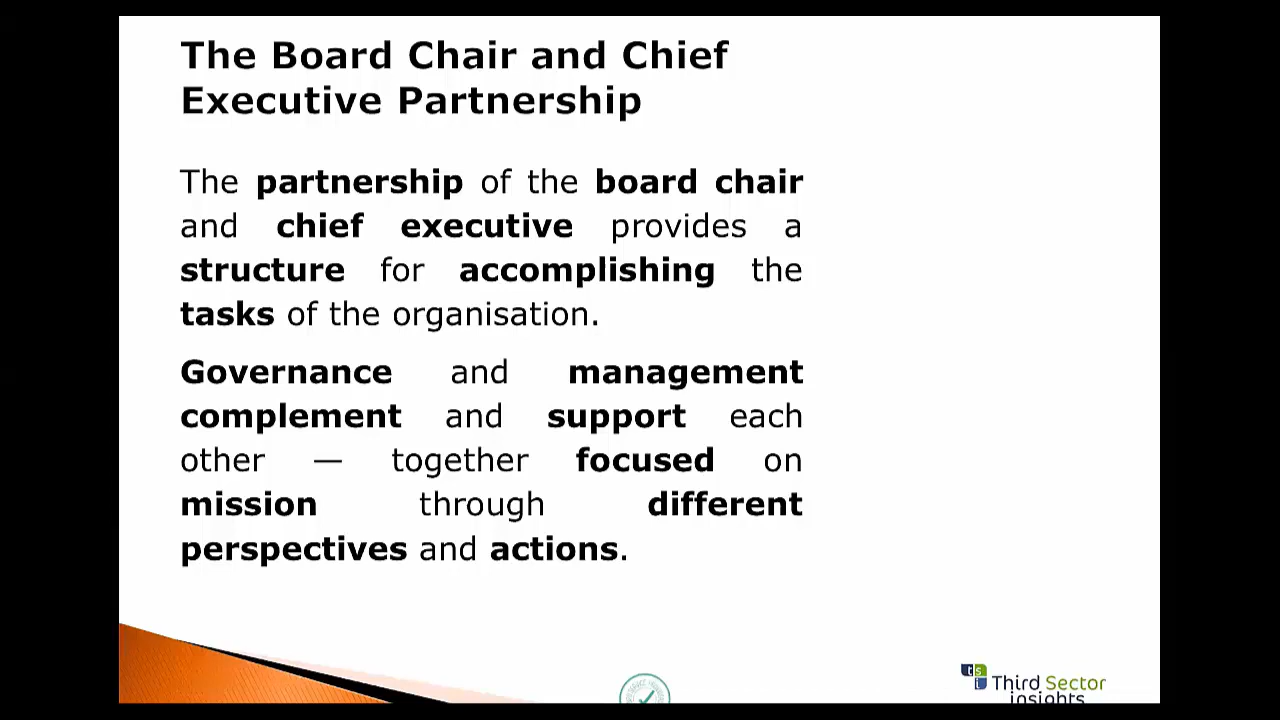 The Board Chair and Chief
Executive Partnership
The partnership of the board chair
and chief executive provides a
structure for accomplishing the
tasks of the organisation.
Governance and management
complement and support each
other — together focused on
mission through different
perspectives and actions.
tsi
Third Sector
insights